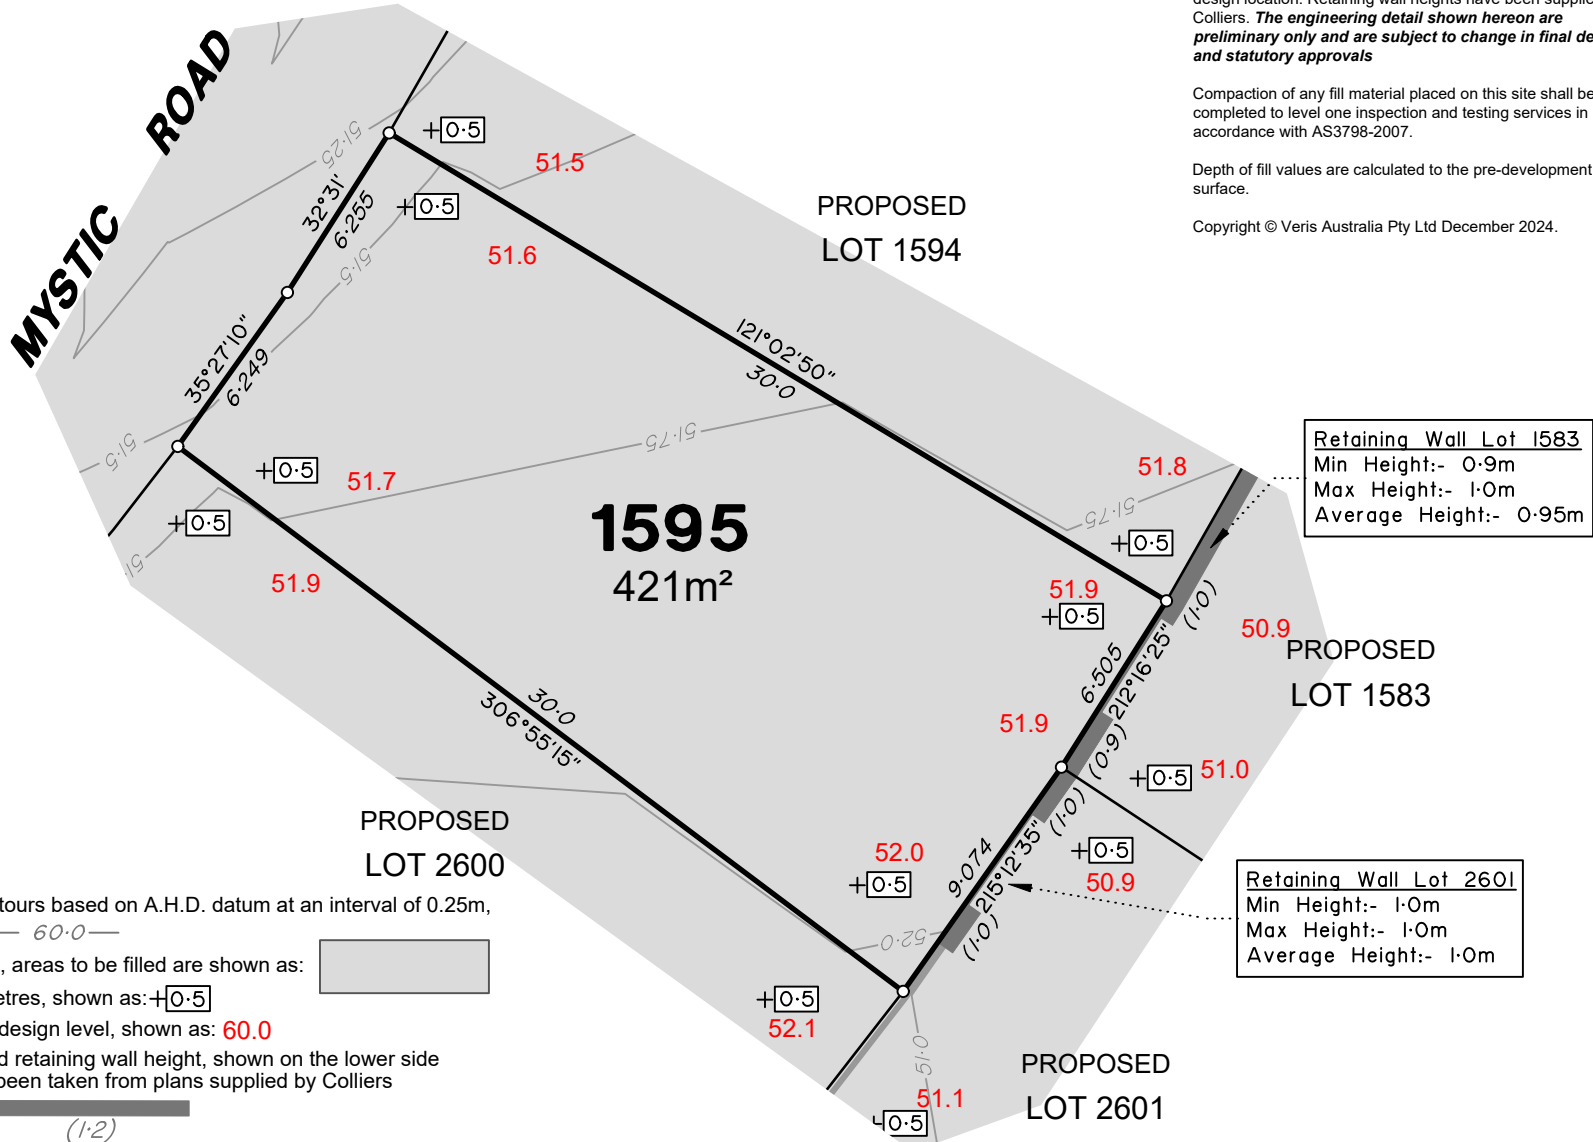 design location. Retaining wall heights have been supplie
Colliers. The engineering detail shown hereon are
preliminary only and are subject to change in final de
and statutory approvals
Compaction of any fill material placed on this site shall be
completed to level one inspection and testing services in
accordance with AS3798-2007.
Depth of fill values are calculated to the pre-development
surface.
Copyright © Veris Australia Pty Ltd December 2024.
MYSTIC ROAD
51·25
+0·5
51.5
32°31'
6·255
+0·5
51·5
51.6
PROPOSED
LOT 1594
35°27'10"
6·249
121°02'50"
30·0
51·5
51·75
+0·5
51.7
51.8
51·75
+0·5
Retaining Wall Lot 1583
Min Height:- 0·9m
Max Height:- 1·0m
Average Height:- 0·95m
+0·5
51·
51.9
1595
421m²
51.9
+0·5
(1·0)
50.9
PROPOSED
LOT 1583
6·505
212°16'25"
51.9
(0·9)
+0·5
51.0
30·0
306°55'15"
PROPOSED
LOT 2600
52.0
+0·5
9·074
215°12'35"
(1·0)
+0·5
50.9
Retaining Wall Lot 2601
Min Height:- 1·0m
Max Height:- 1·0m
Average Height:- 1·0m
52·0
(1·0)
+0·5
52.1
51·0
51.1
+0·5
PROPOSED
LOT 2601
tours based on A.H.D. datum at an interval of 0.25m,
60·0
, areas to be filled are shown as:
etres, shown as:+0·5
design level, shown as: 60.0
d retaining wall height, shown on the lower side
been taken from plans supplied by Colliers
(1·2)